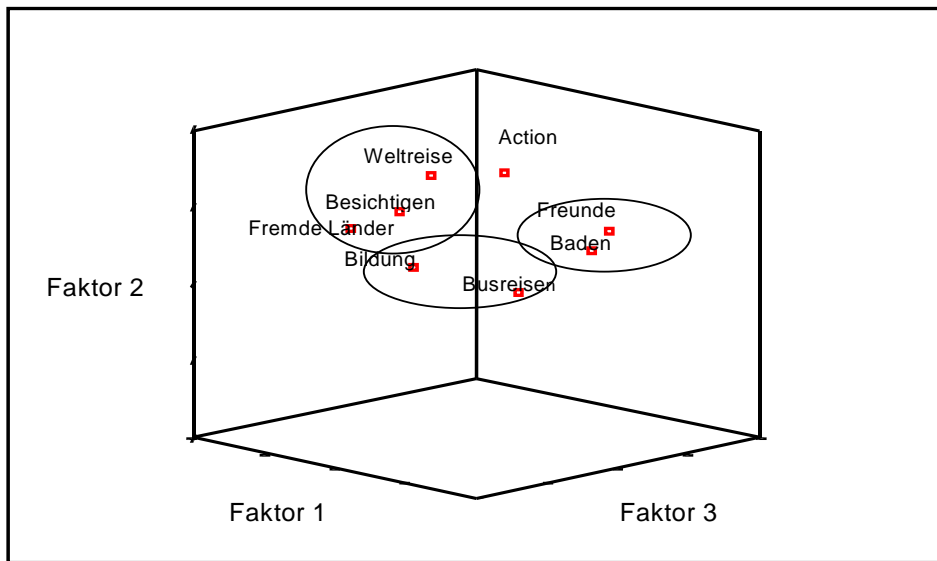 Action
Weltreise
Besichtigen
Freunde
Fremde Länder
Baden
Bildung
Busreisen
Faktor 2
Faktor 1
Faktor 3